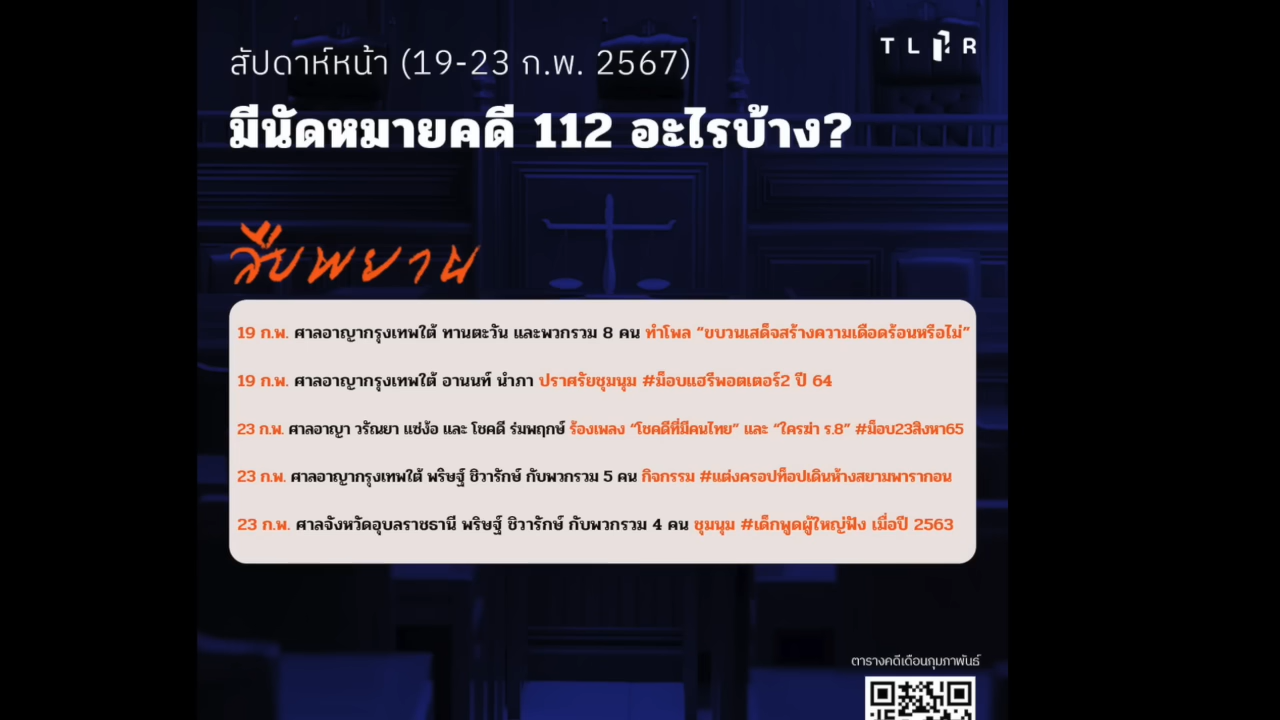 สัปดาห์หน้า (19-23 ก.พ. 2567)
TLHR
มีนัดหมายคดี 112 อะไรบ้าง?
สืบพยาน
19 ก.พ. ศาลอาญากรุงเทพใต้ ทานตะวัน และพวกรวม 8 คน ทำโพล “ขบวนเสด็จสร้างความเดือดร้อนหรือไม่”
19 ก.พ. ศาลอาญากรุงเทพใต้ อานนท์ นำภา ปราศรัยชุมนุม #ม็อบแฮรีพอตเตอร์2 ปี 64
23 ก.พ. ศาลอาญา วรัณยา แซ่ง้อ และ โชคดี ร่มพฤกษ์ ร้องเพลง “โชคดีที่มีคนไทย” และ “ใครฆ่า ร.8” #ม็อบ23สิงหา65
23 ก.พ. ศาลอาญากรุงเทพใต้ พริษฐ์ ชิวารักษ์ กับพวกรวม 5 คน กิจกรรม #แต่งครอปท็อปเดินห้างสยามพารากอน
23 ก.พ. ศาลจังหวัดอุบลราชธานี พริษฐ์ ชิวารักษ์ กับพวกรวม 4 คน ชุมนุม #เด็กพูดผู้ใหญ่ฟัง เมื่อปี 2563
ตารางคดีเดือนกุมภาพันธ์